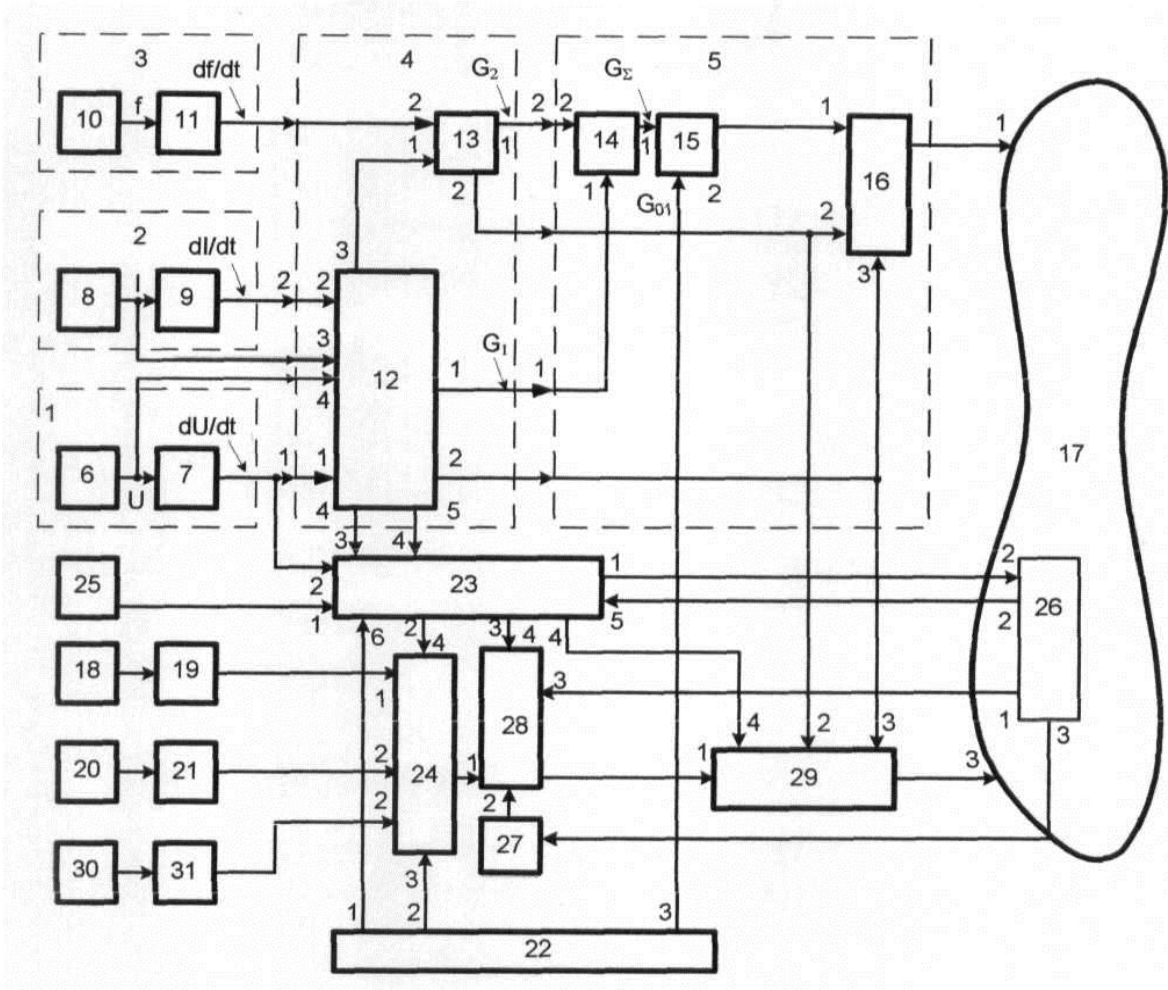 3 4 5
df/dt G₂ G_Σ
10 f 11 2 13 1 2 2 14 1 15 1 16 1
1 2 1 G₀₁ 2 2
3 3
2 dI/dt
8 I 9 2 2
3 12 G₁ 1 1
4
1 dU/dt 17
6 U 7 1 1 2
4 5
3 4
25 2 23 1 2 26
1 6 2 4 3 4 4 5 2
18 19 1 28 3 1 3
4 2 3
20 21 2 24 1 1 29 3
2 2 27
30 31 3
1 2 3
22